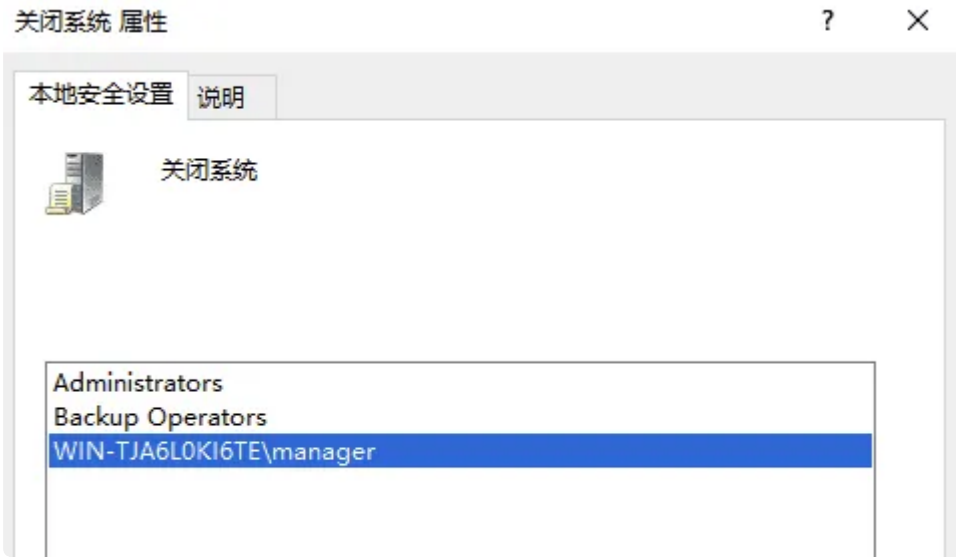 关闭系统 属性
?
本地安全设置
说明
关闭系统
Administrators
Backup Operators
WIN-TJA6L0KI6TE\manager